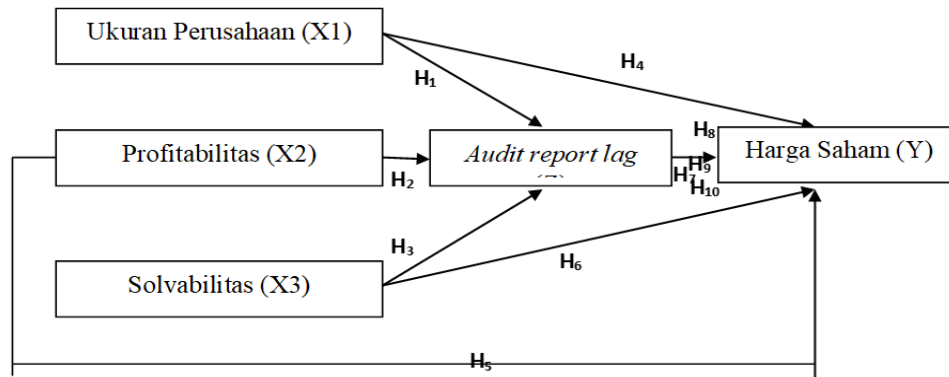 Ukuran Perusahaan (X1)
H₄
H₁
H₈
Profitabilitas (X2)
Audit report lag
Harga Saham (Y)
H₉
H₂
H₇
H₁₀
H₃
H₆
Solvabilitas (X3)
H₅